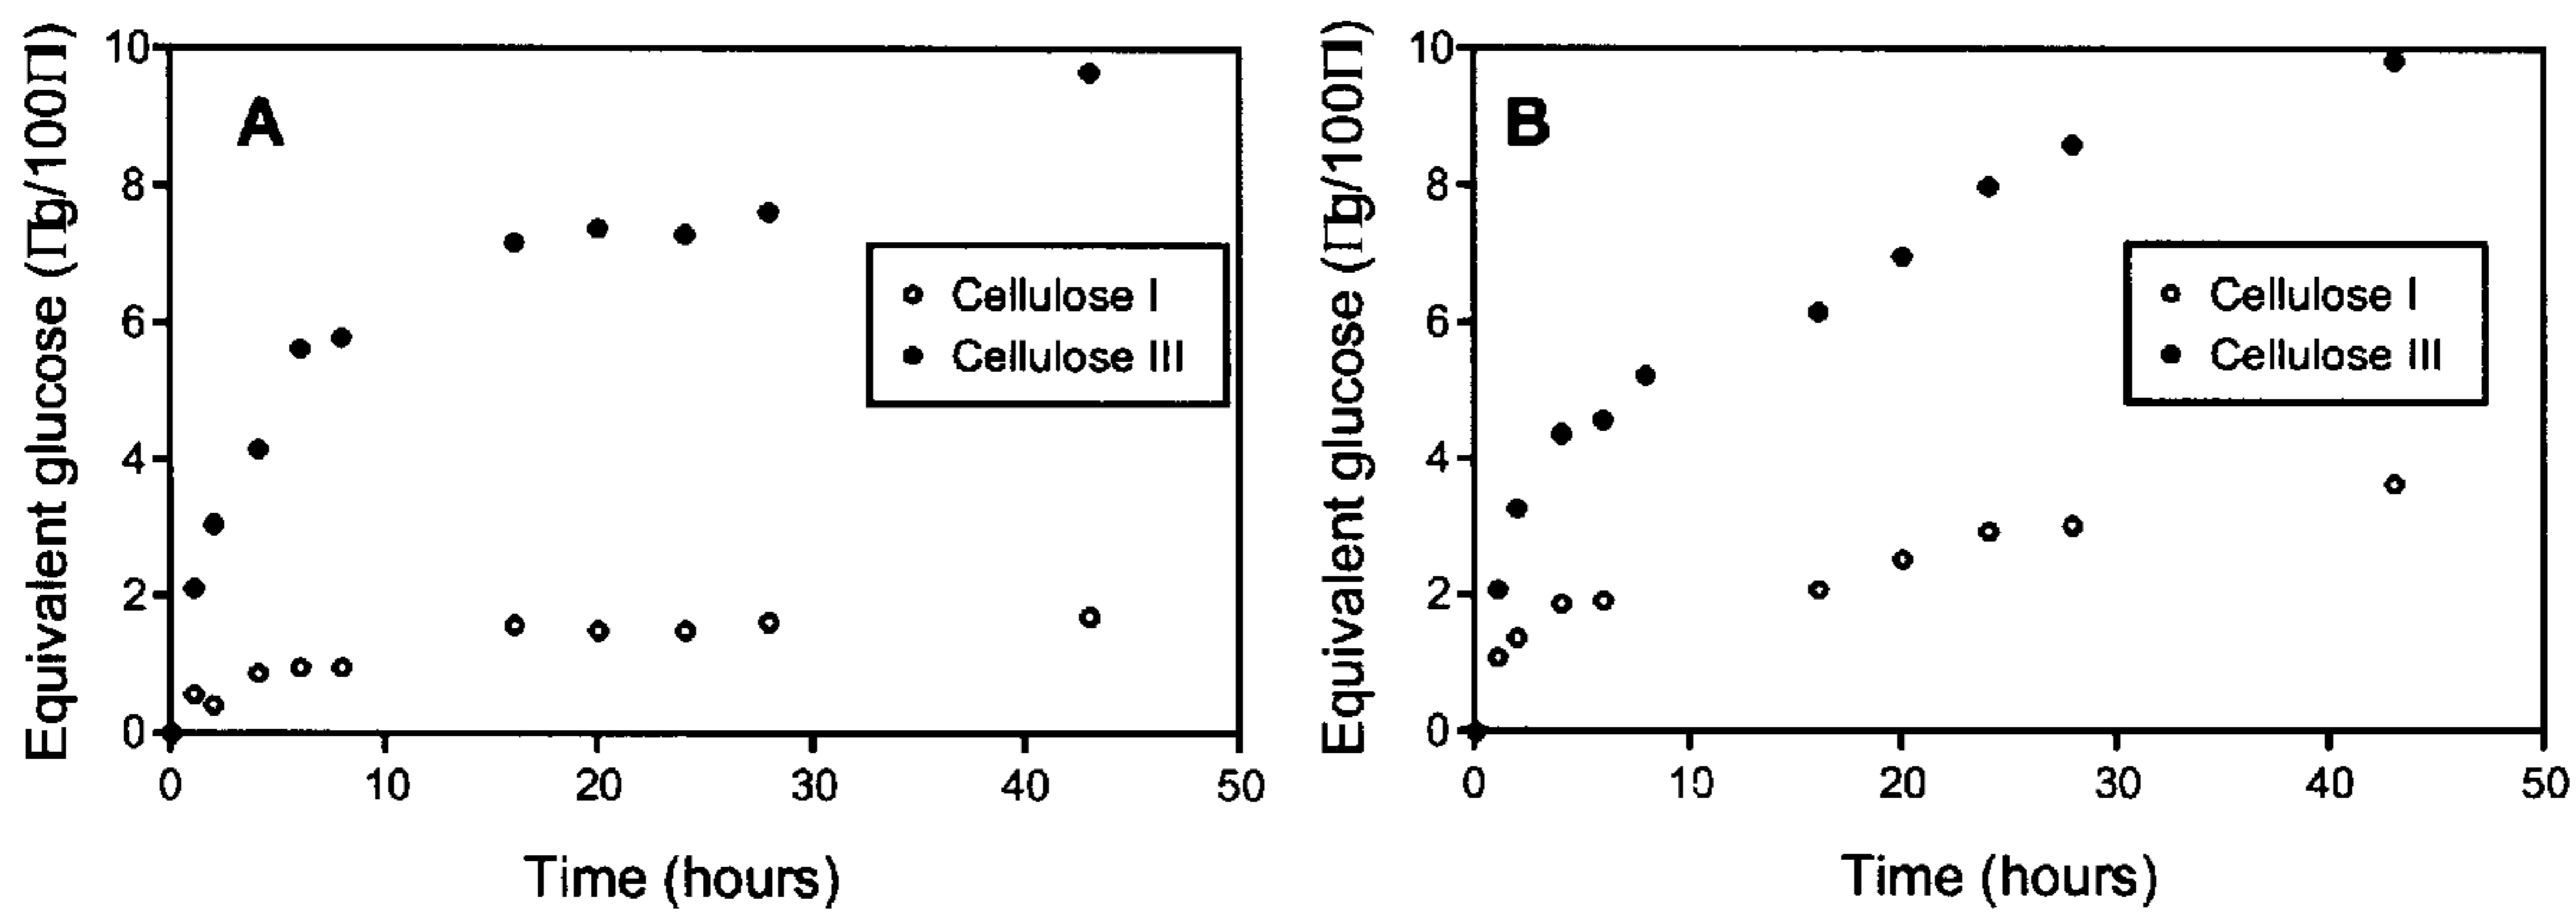 A
Equivalent glucose (Πg/100Π)
10
8
6
4
2
0
Cellulose I
Cellulose III
0 10 20 30 40 50
Time (hours)
B
Equivalent glucose (Πg/100Π)
10
8
6
4
2
0
Cellulose I
Cellulose III
0 10 20 30 40 50
Time (hours)